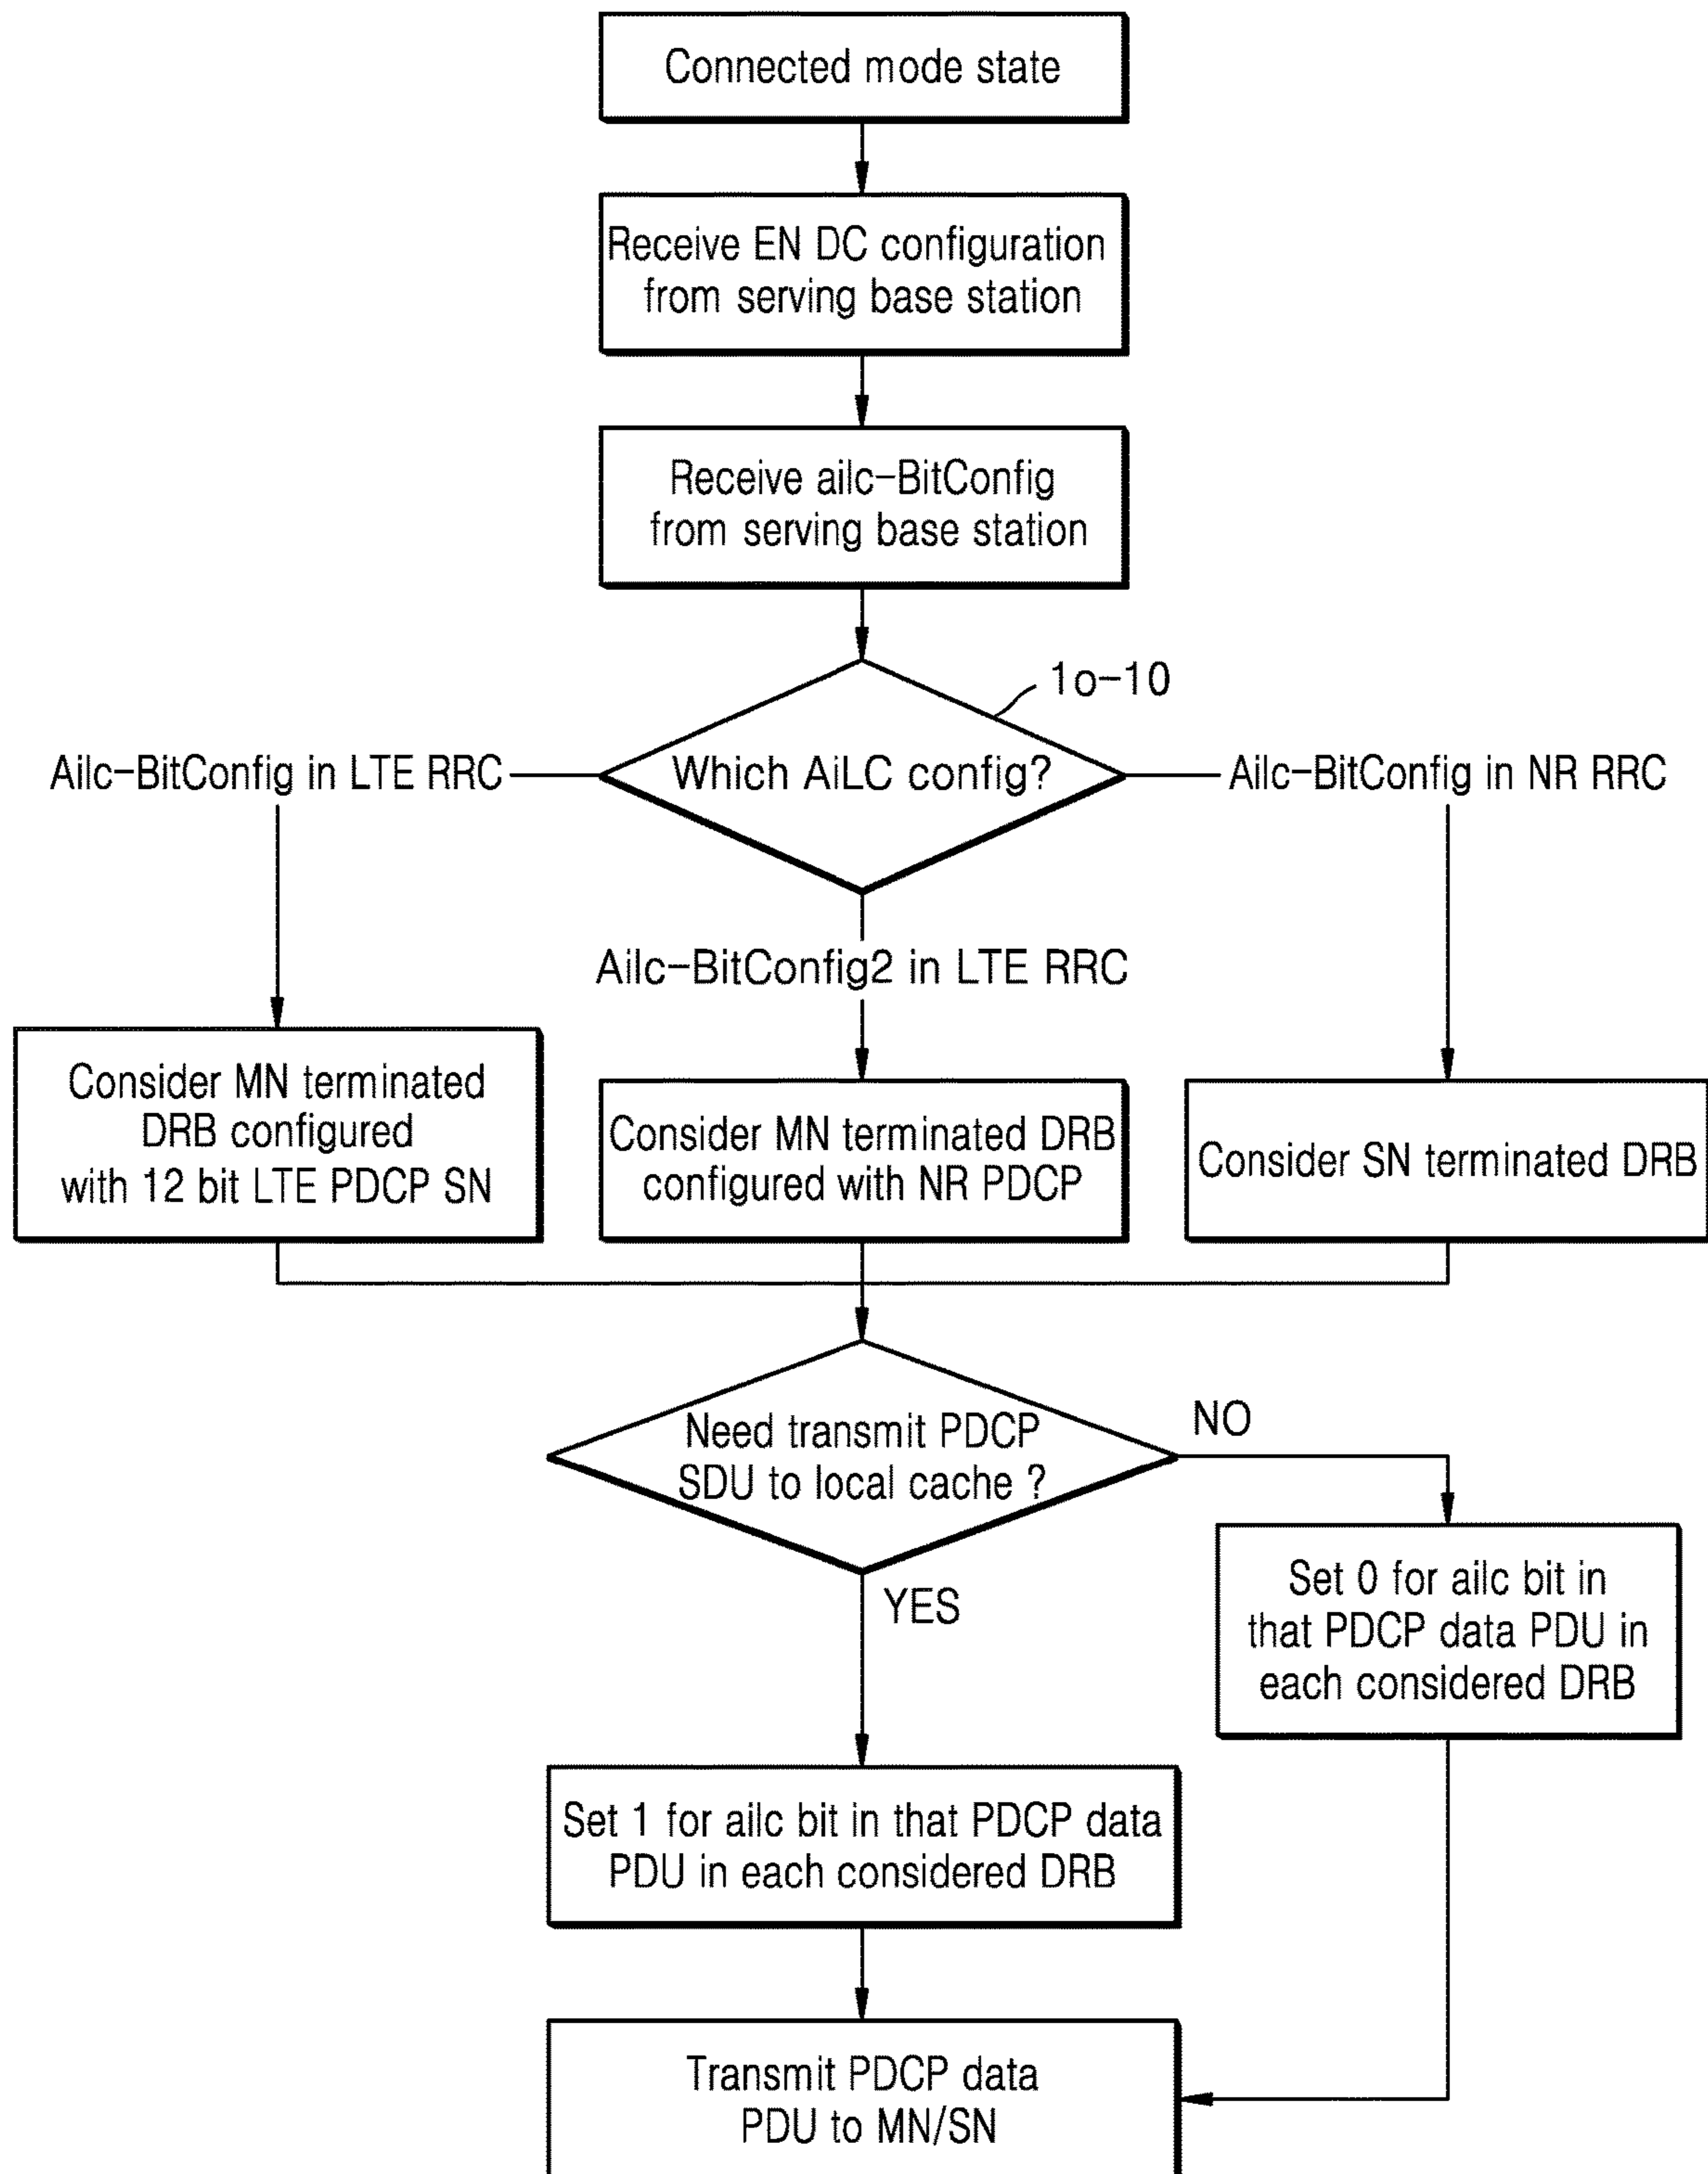 Connected mode state
Receive EN DC configuration
from serving base station
Receive ailc-BitConfig
from serving base station
1o-10
Which AiLC config?
Ailc-BitConfig in LTE RRC
Ailc-BitConfig in NR RRC
Ailc-BitConfig2 in LTE RRC
Consider MN terminated
DRB configured
with 12 bit LTE PDCP SN
Consider MN terminated DRB
configured with NR PDCP
Consider SN terminated DRB
Need transmit PDCP
SDU to local cache ?
NO
YES
Set 0 for ailc bit in
that PDCP data PDU in
each considered DRB
Set 1 for ailc bit in that PDCP data
PDU in each considered DRB
Transmit PDCP data
PDU to MN/SN